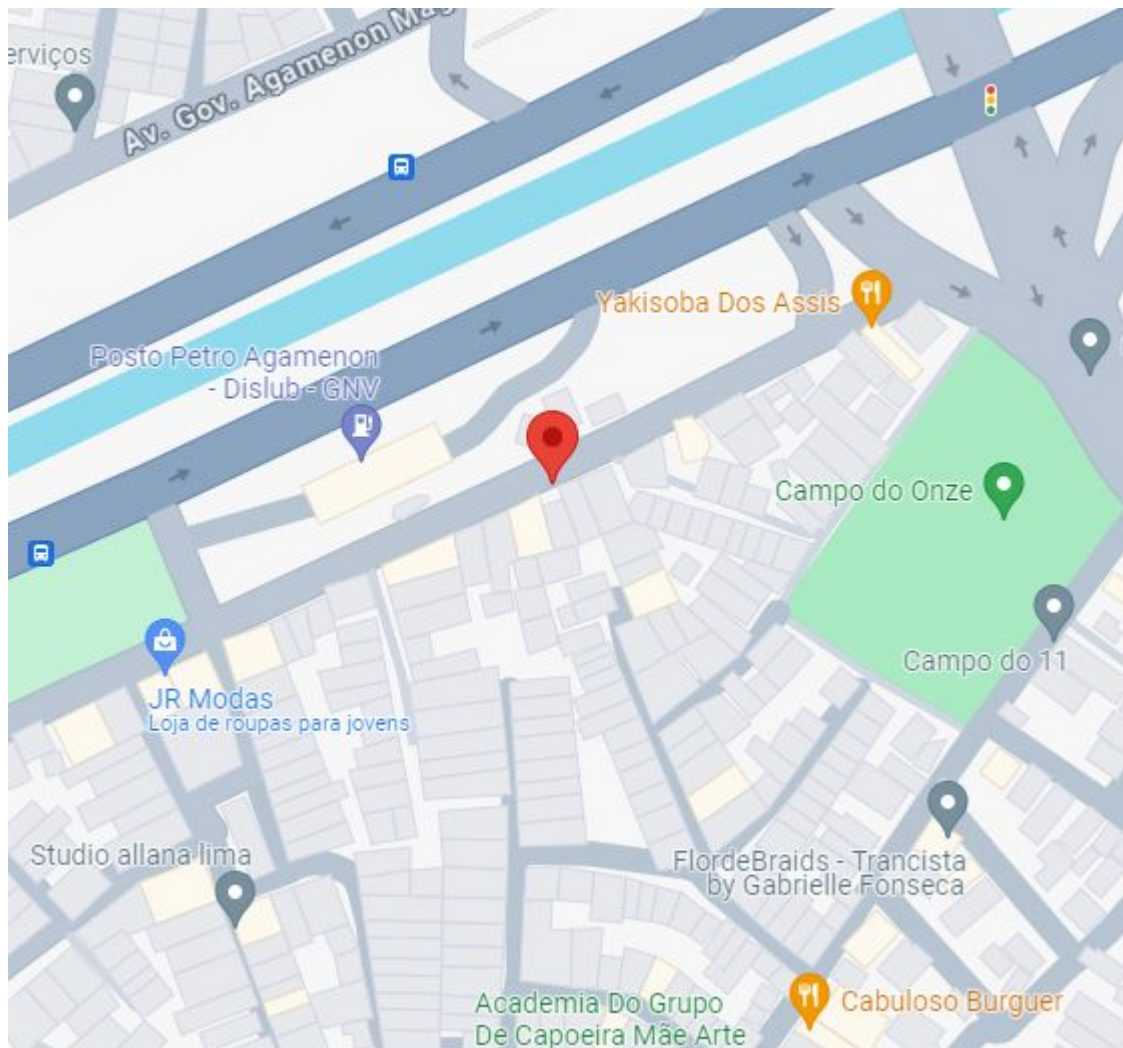 erviços
Av. Gov. Agamenon Mag
Yakisoba Dos Assis
Posto Petro Agamenon
- Dislub - GNV
Campo do Onze
Campo do 11
JR Modas
Loja de roupas para jovens
Studio allana lima
FlordeBraids - Trancista
by Gabrielle Fonseca
Academia Do Grupo
De Capoeira Mãe Arte
Cabuloso Burguer